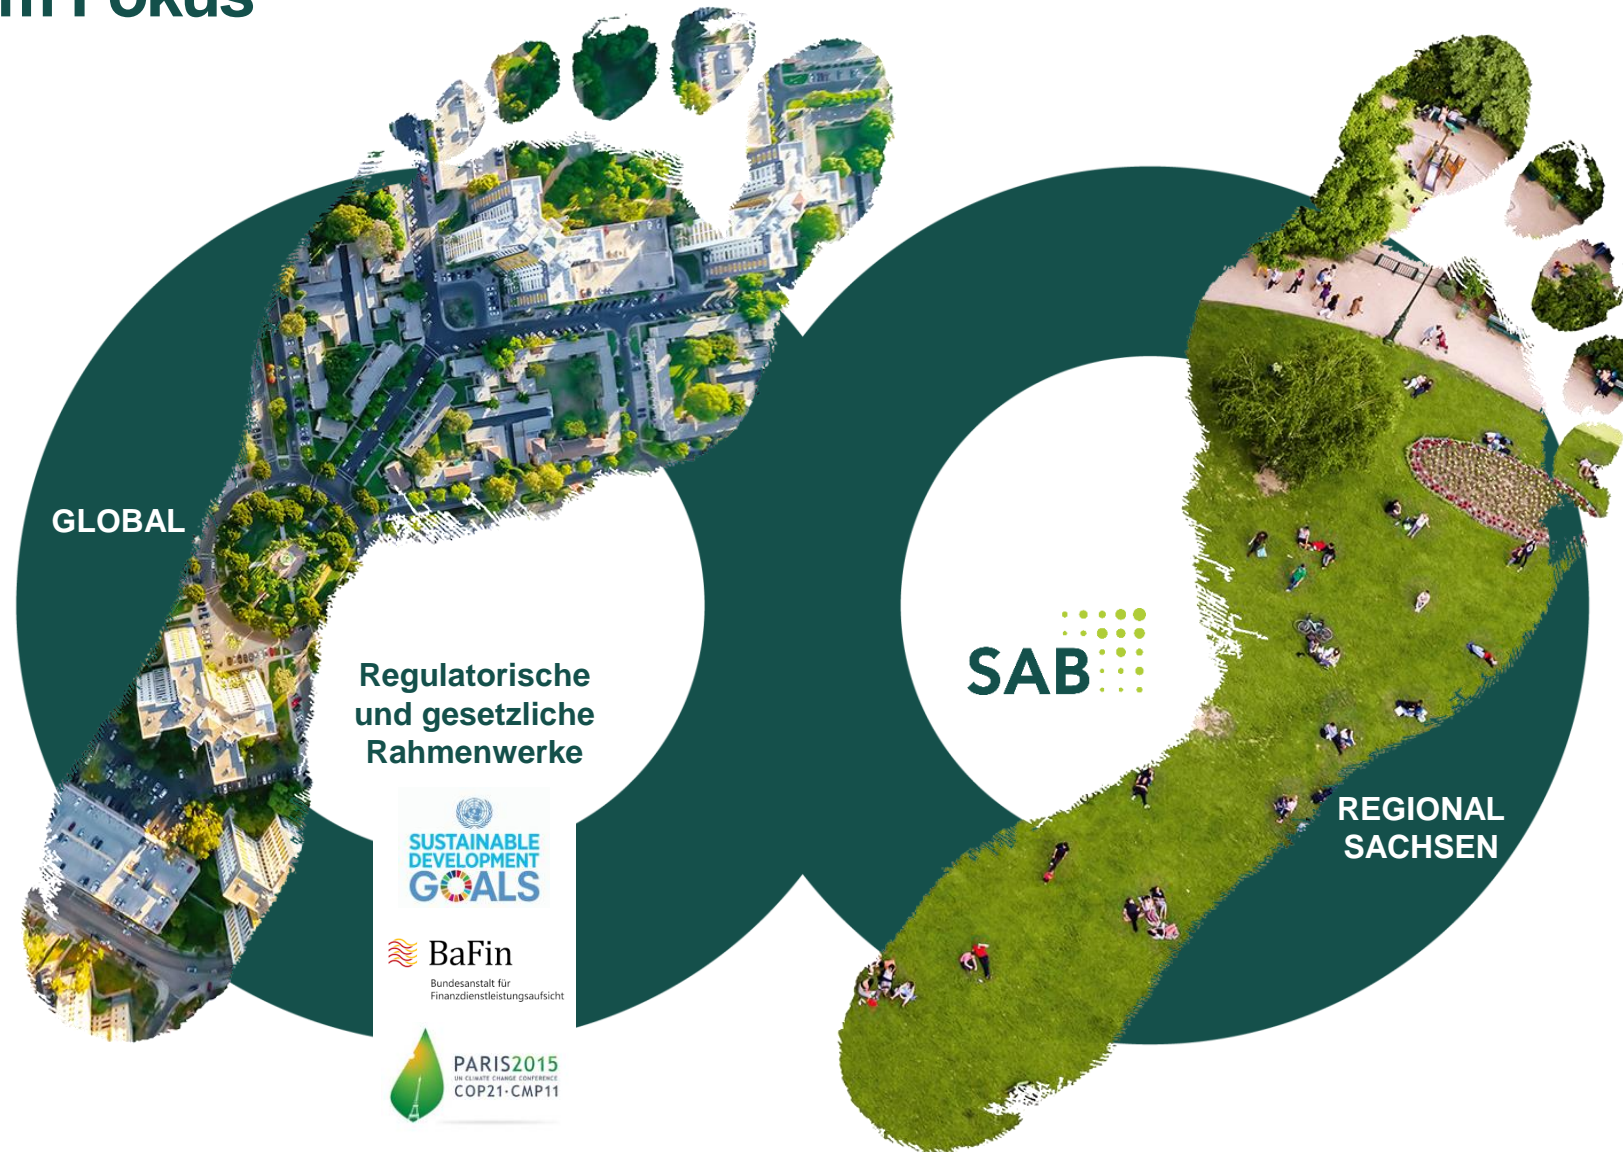 m Fokus
GLOBAL
Regulatorische
und gesetzliche
Rahmenwerke
SUSTAINABLE
DEVELOPMENT
GOALS
BaFin
Bundesanstalt für
Finanzdienstleistungsaufsicht
PARIS2015
UN CLIMATE CHANGE CONFERENCE
COP21·CMP11
SAB
REGIONAL
SACHSEN